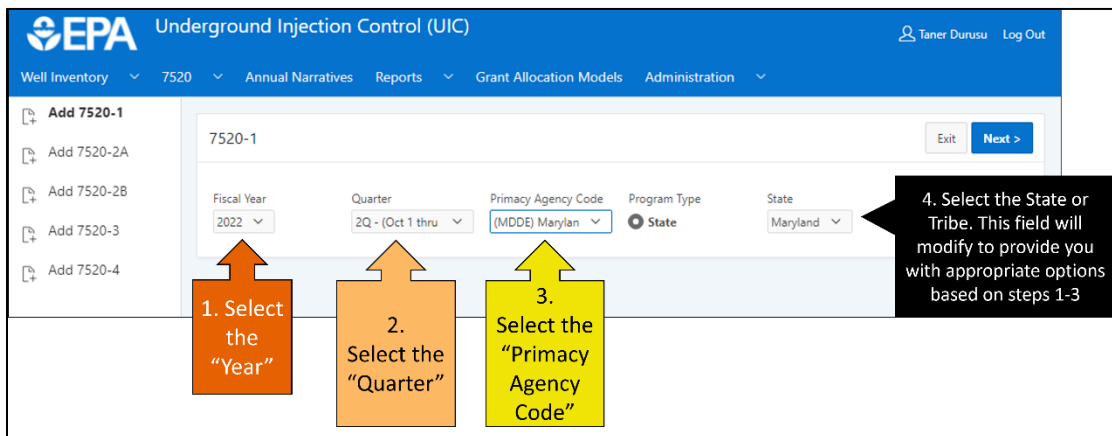 EPA
Underground Injection Control (UIC)
Taner Durusu Log Out
Well Inventory 7520 Annual Narratives Reports Grant Allocation Models Administration
Add 7520-1
Add 7520-2A
Add 7520-2B
Add 7520-3
Add 7520-4
7520-1
Exit Next >
Fiscal Year Quarter Primacy Agency Code Program Type State
2022 2Q - (Oct 1 thru (MDDE) Marylan State Maryland
4. Select the State or
Tribe. This field will
modify to provide you
with appropriate options
based on steps 1-3
1. Select
the
“Year”
2.
Select the
“Quarter”
3.
Select the
“Primacy
Agency
Code”